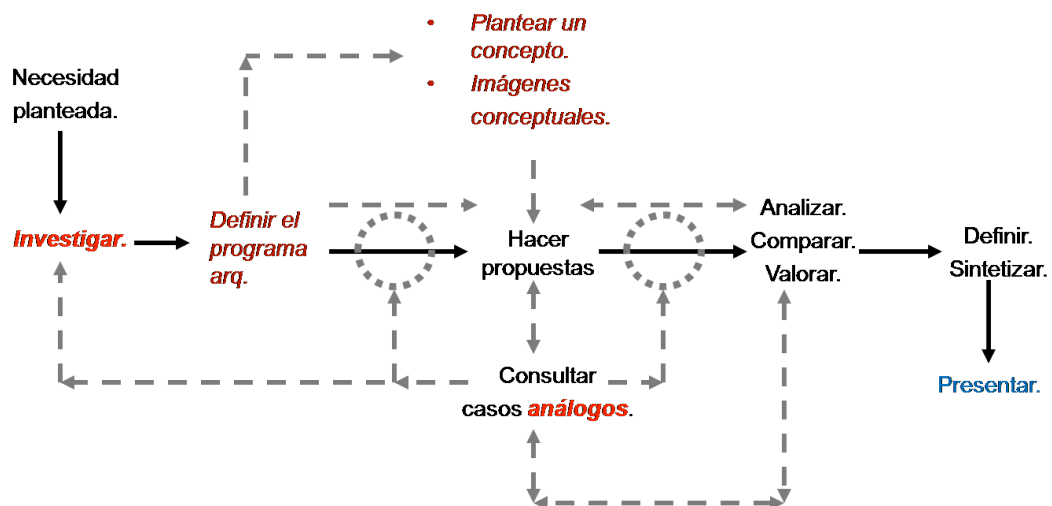 • Plantear un
concepto.
• Imágenes
conceptuales.
Necesidad
planteada.
Investigar.
Definir el
programa
arq.
Hacer
propuestas
Analizar.
Comparar.
Valorar.
Definir.
Sintetizar.
Consultar
casos análogos.
Presentar.